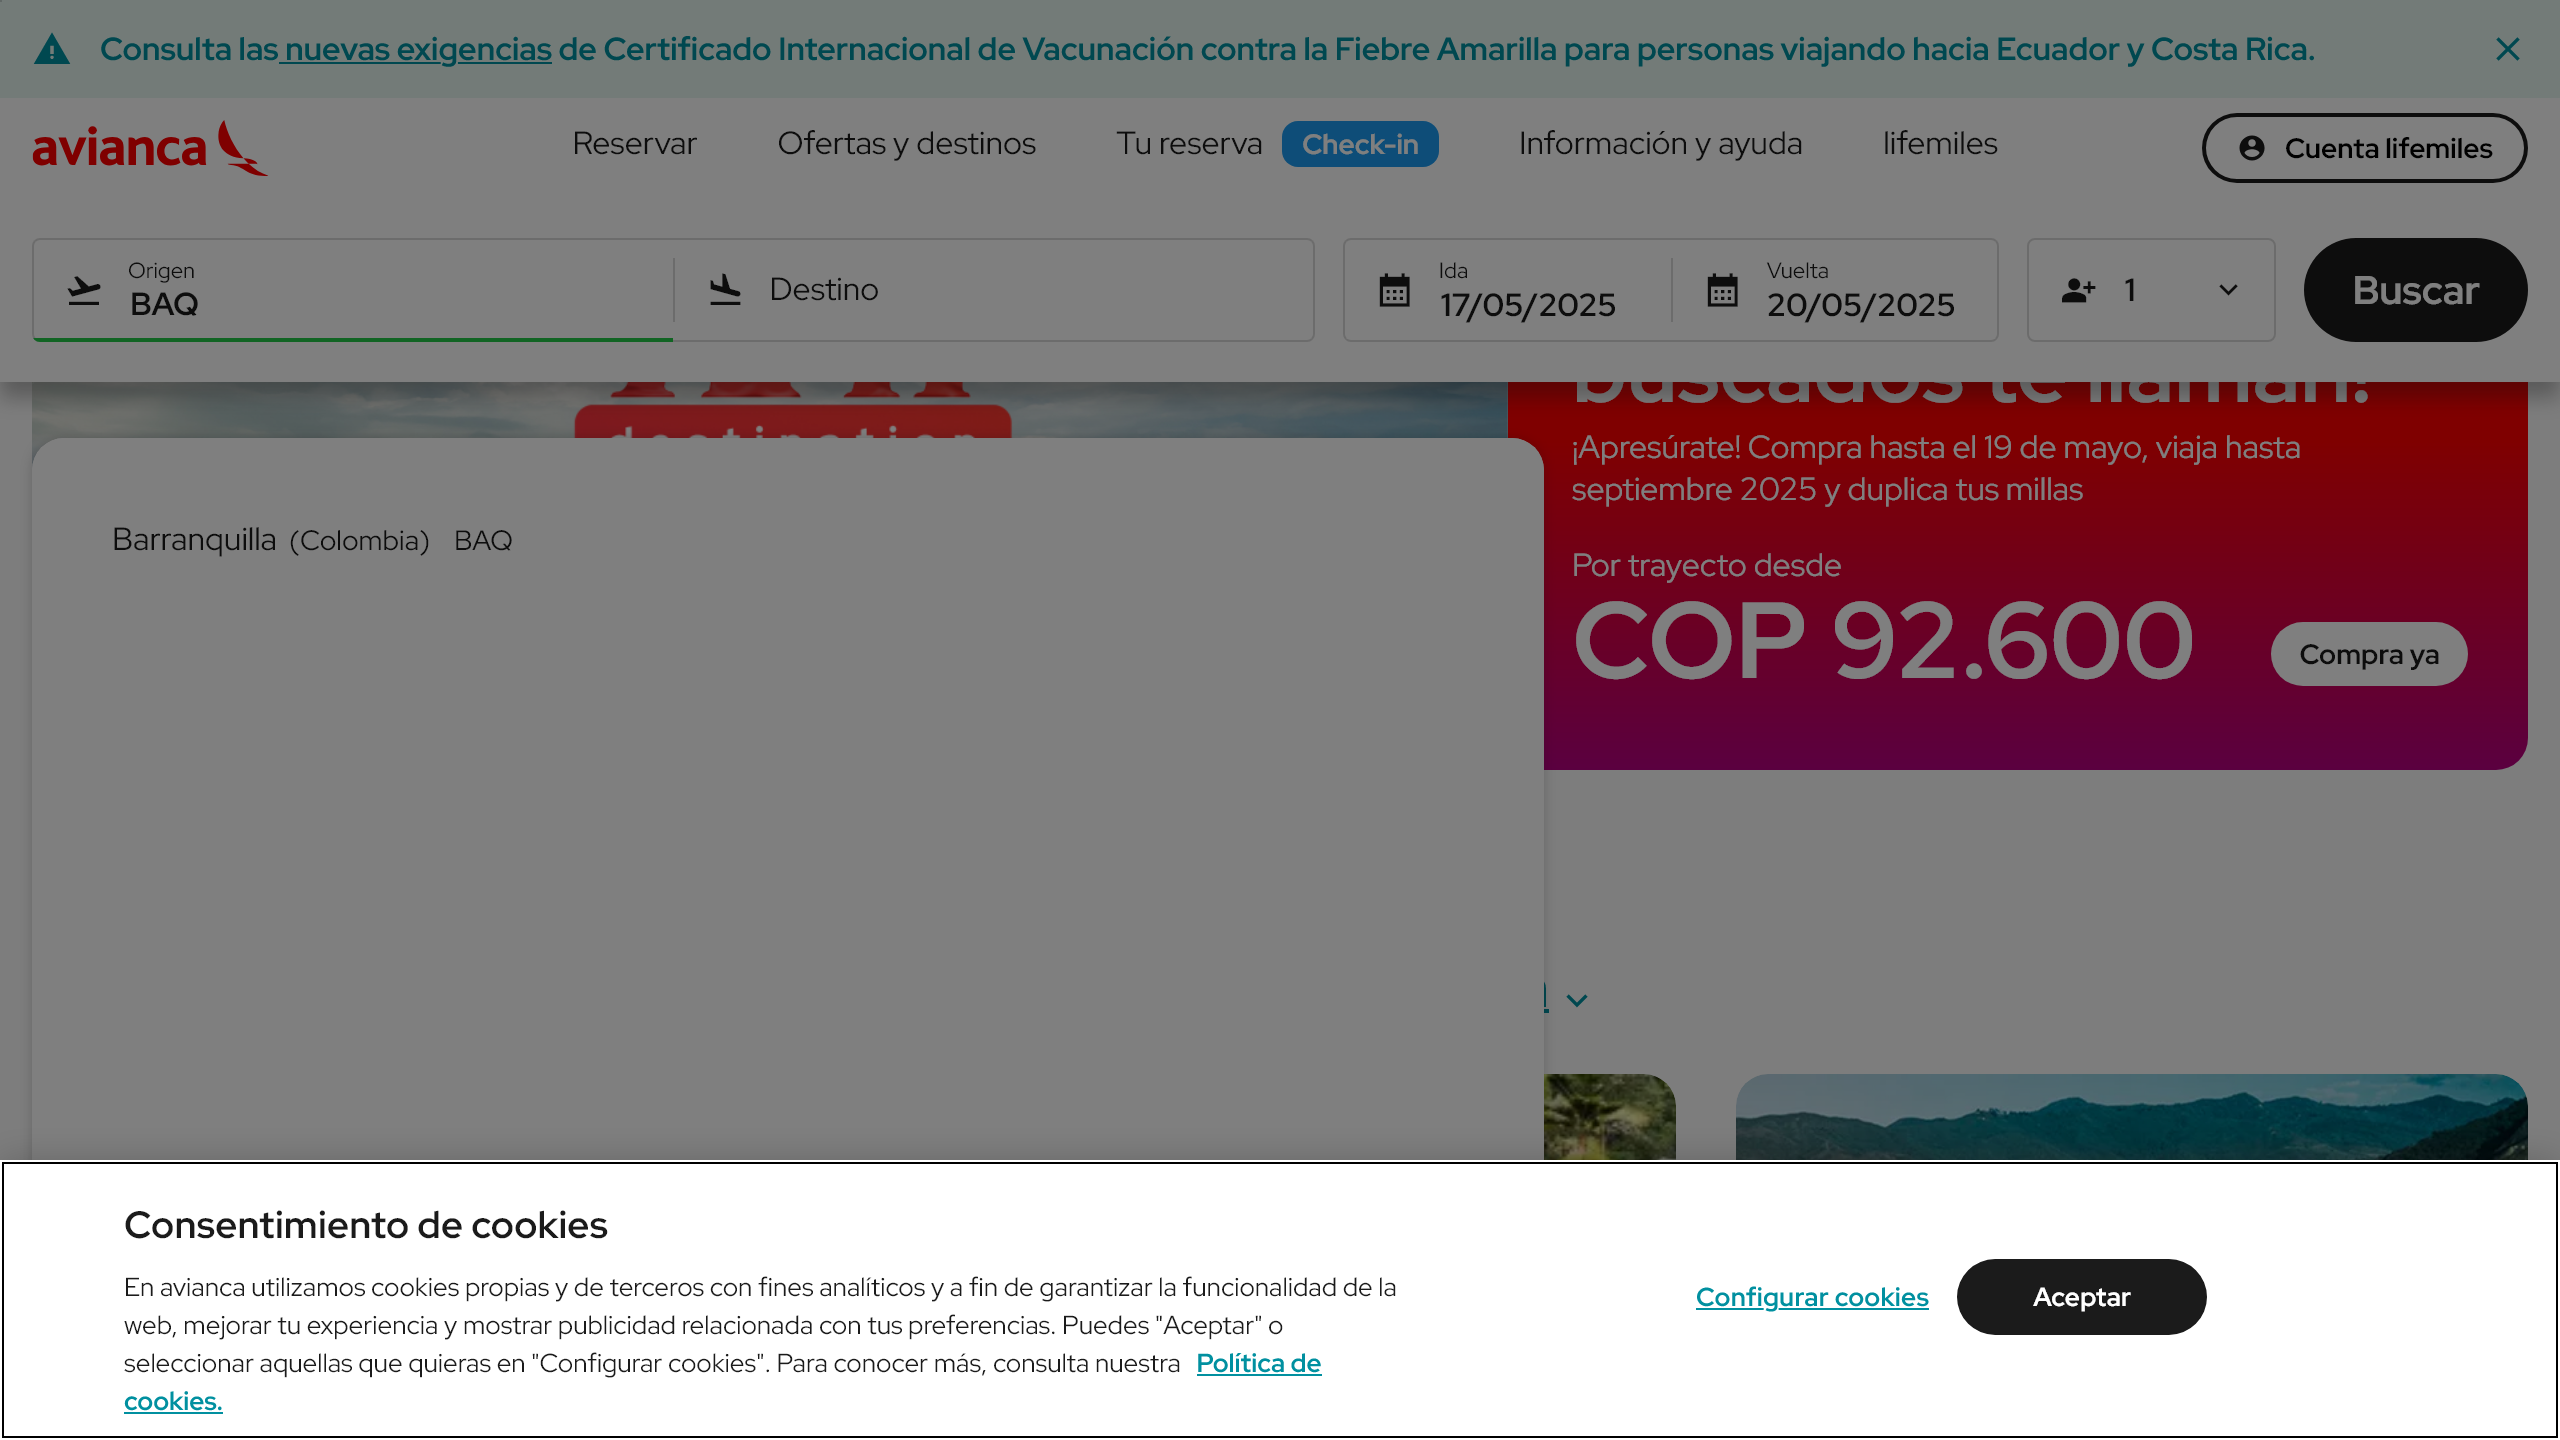 Consulta las nuevas exigencias de Certificado Internacional de Vacunación contra la Fiebre Amarilla para personas viajando hacia Ecuador y Costa Rica.
avianca
Reservar
Ofertas y destinos
Tu reserva
Check-in
Información y ayuda
lifemiles
Cuenta lifemiles
Origen
BAQ
Destino
Ida
17/05/2025
Vuelta
20/05/2025
1
Buscar
destination
buscados te llaman!
¡Apresúrate! Compra hasta el 19 de mayo, viaja hasta
septiembre 2025 y duplica tus millas
Por trayecto desde
COP 92.600
Compra ya
Barranquilla (Colombia) BAQ
Consentimiento de cookies
En avianca utilizamos cookies propias y de terceros con fines analíticos y a fin de garantizar la funcionalidad de la
web, mejorar tu experiencia y mostrar publicidad relacionada con tus preferencias. Puedes "Aceptar" o
seleccionar aquellas que quieras en "Configurar cookies". Para conocer más, consulta nuestra Política de
cookies.
Configurar cookies
Aceptar